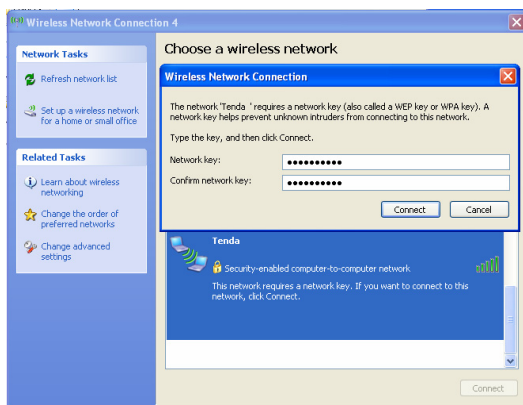 Wireless Network Connection 4
Network Tasks
Refresh network list
Set up a wireless network
for a home or small office
Related Tasks
Learn about wireless
networking
Change the order of
preferred networks
Change advanced
settings
Choose a wireless network
Wireless Network Connection
The network 'Tenda ' requires a network key (also called a WEP key or WPA key). A
network key helps prevent unknown intruders from connecting to this network.
Type the key, and then click Connect.
Network key: ••••••••••
Confirm network key: ••••••••••
Connect Cancel
Tenda
Security-enabled computer-to-computer network
This network requires a network key. If you want to connect to this
network, click Connect.
Connect